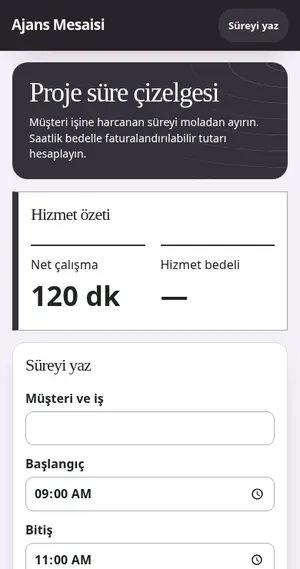 Ajans Mesaisi
Süreyi yaz
Proje süre çizelgesi
Müşteri işine harcanan süreyi moladan ayırın.
Saatlik bedelle faturalandırılabilir tutarı
hesaplayın.
Hizmet özeti
Net çalışma
Hizmet bedeli
120 dk
—
Süreyi yaz
Müşteri ve iş
Başlangıç
09:00 AM
Bitiş
11:00 AM